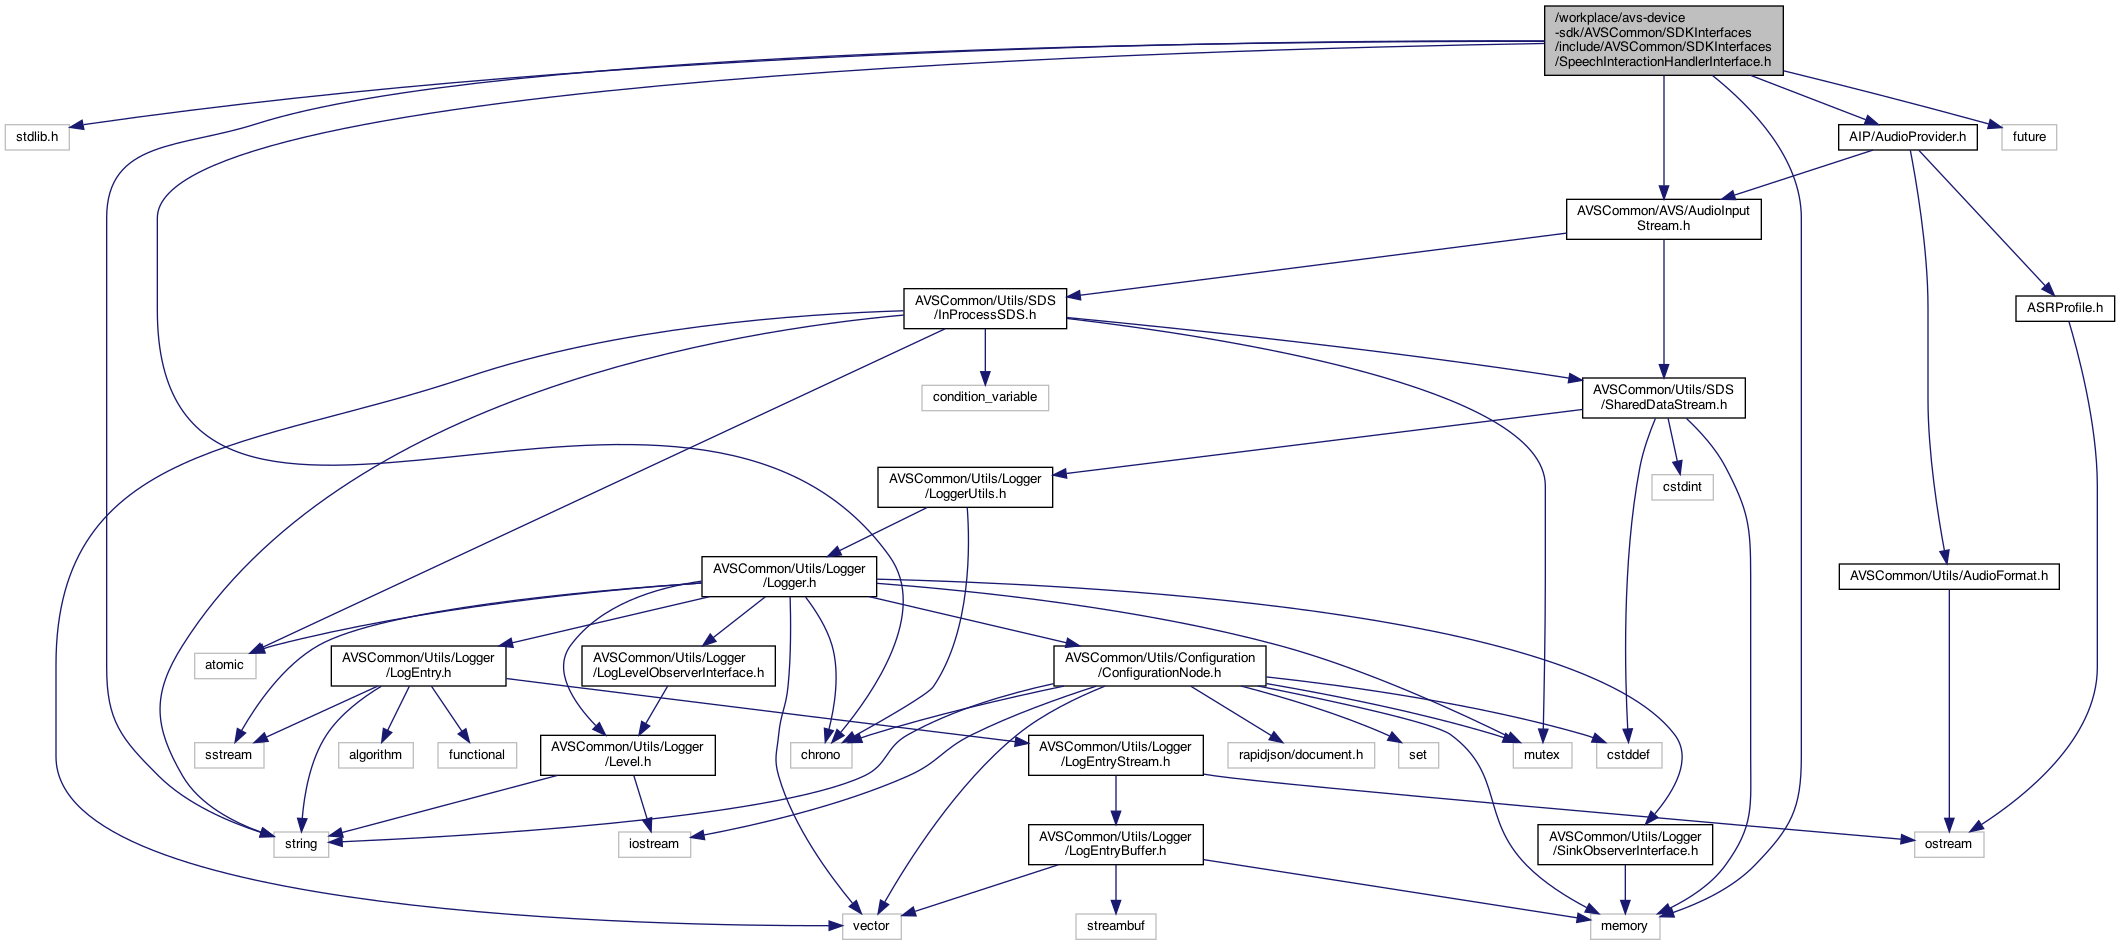 /workplace/avs-device
-sdk/AVSCommon/SDKInterfaces
/include/AVSCommon/SDKInterfaces
/SpeechInteractionHandlerInterface.h
stdlib.h
AIP/AudioProvider.h
future
AVSCommon/AVS/AudioInput
Stream.h
AVSCommon/Utils/SDS
/InProcessSDS.h
ASRProfile.h
condition_variable
AVSCommon/Utils/SDS
/SharedDataStream.h
AVSCommon/Utils/Logger
/LoggerUtils.h
cstdint
AVSCommon/Utils/Logger
/Logger.h
AVSCommon/Utils/AudioFormat.h
atomic
AVSCommon/Utils/Logger
/LogEntry.h
AVSCommon/Utils/Logger
/LogLevelObserverInterface.h
AVSCommon/Utils/Configuration
/ConfigurationNode.h
sstream
algorithm
functional
AVSCommon/Utils/Logger
/Level.h
chrono
AVSCommon/Utils/Logger
/LogEntryStream.h
rapidjson/document.h
set
mutex
cstddef
string
iostream
AVSCommon/Utils/Logger
/LogEntryBuffer.h
AVSCommon/Utils/Logger
/SinkObserverInterface.h
ostream
vector
streambuf
memory